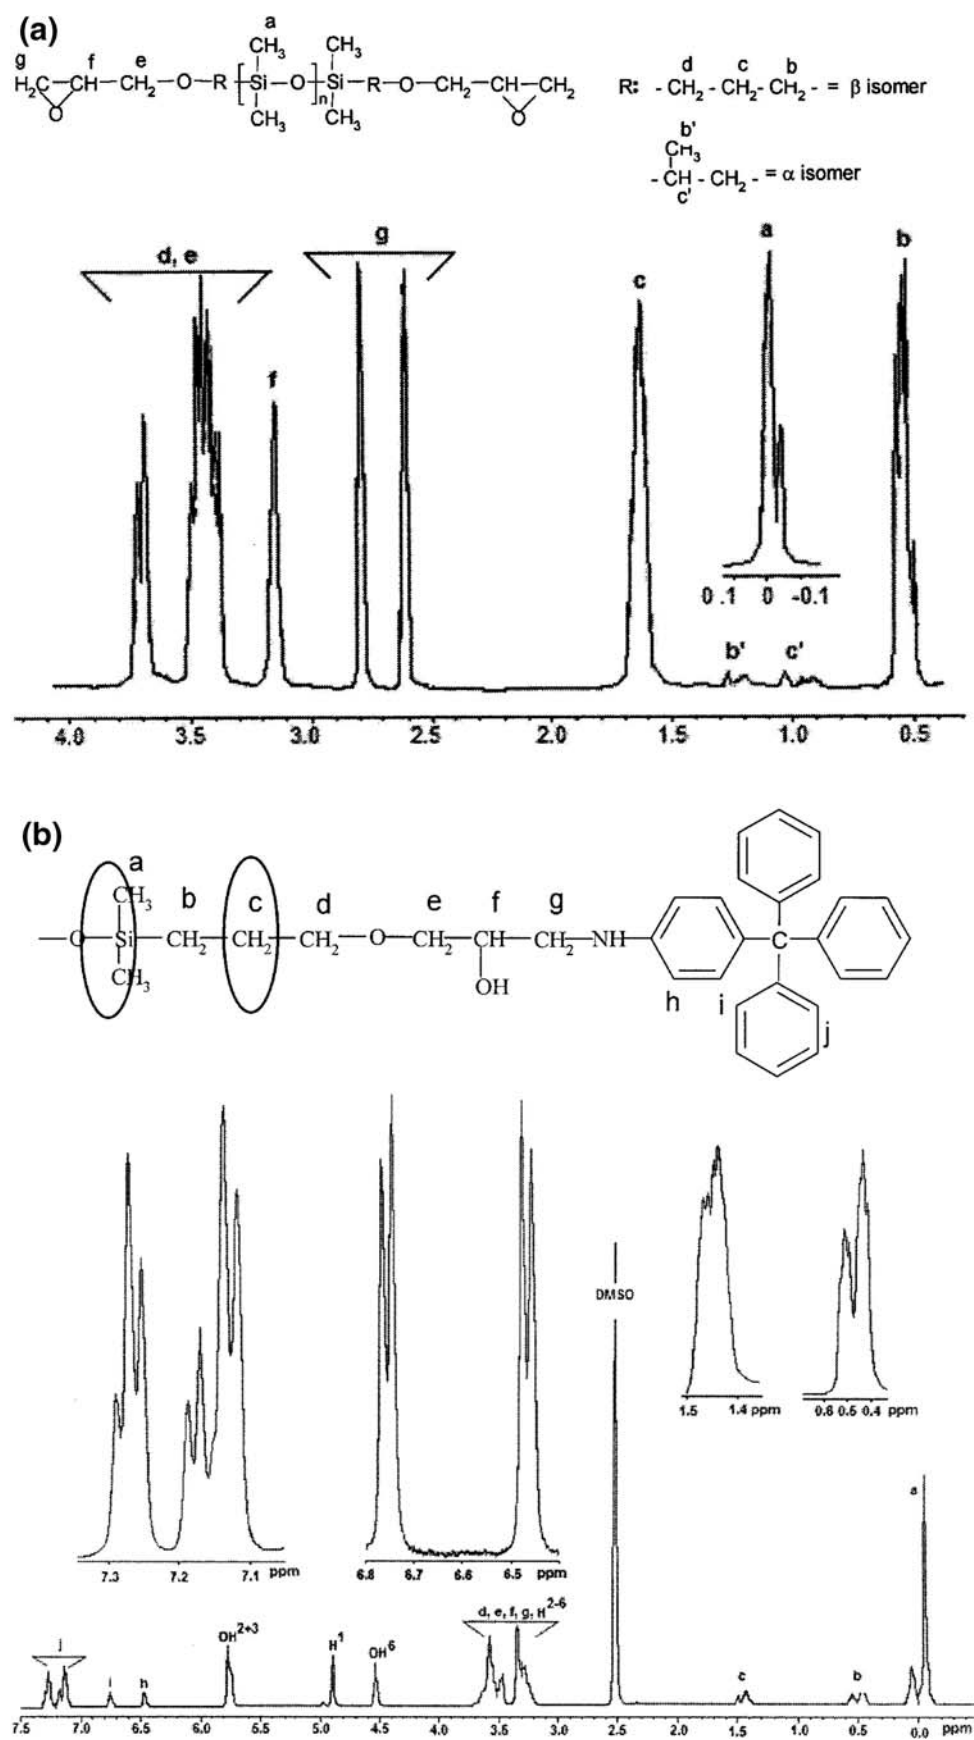 (a)
a
g f e CH₃ CH₃ d c b
H₂C CH CH₂ O R Si O Si R O CH₂ CH CH₂ R: - CH₂ - CH₂ - CH₂ - = β isomer
O CH₃ n CH₃ O
b'
CH₃
- CH - CH₂ - = α isomer
c'
d, e g a b
c
f
0.1 0 -0.1
b' c'
4.0 3.5 3.0 2.5 2.0 1.5 1.0 0.5
(b)
a
CH₃ b c d e f g
O Si CH₂ CH₂ CH₂ O CH₂ CH CH₂ NH C
CH₃ OH h i j
DMSO
1.5 1.4 ppm 0.6 0.5 0.4 ppm
7.3 7.2 7.1 ppm 6.8 6.7 6.6 6.5 ppm
a
j i h OH²⁺³ H¹ OH⁶ d, e, f, g, H²⁻⁶ c b
7.5 7.0 6.5 6.0 5.5 5.0 4.5 4.0 3.5 3.0 2.5 2.0 1.5 1.0 0.5 0.0 ppm